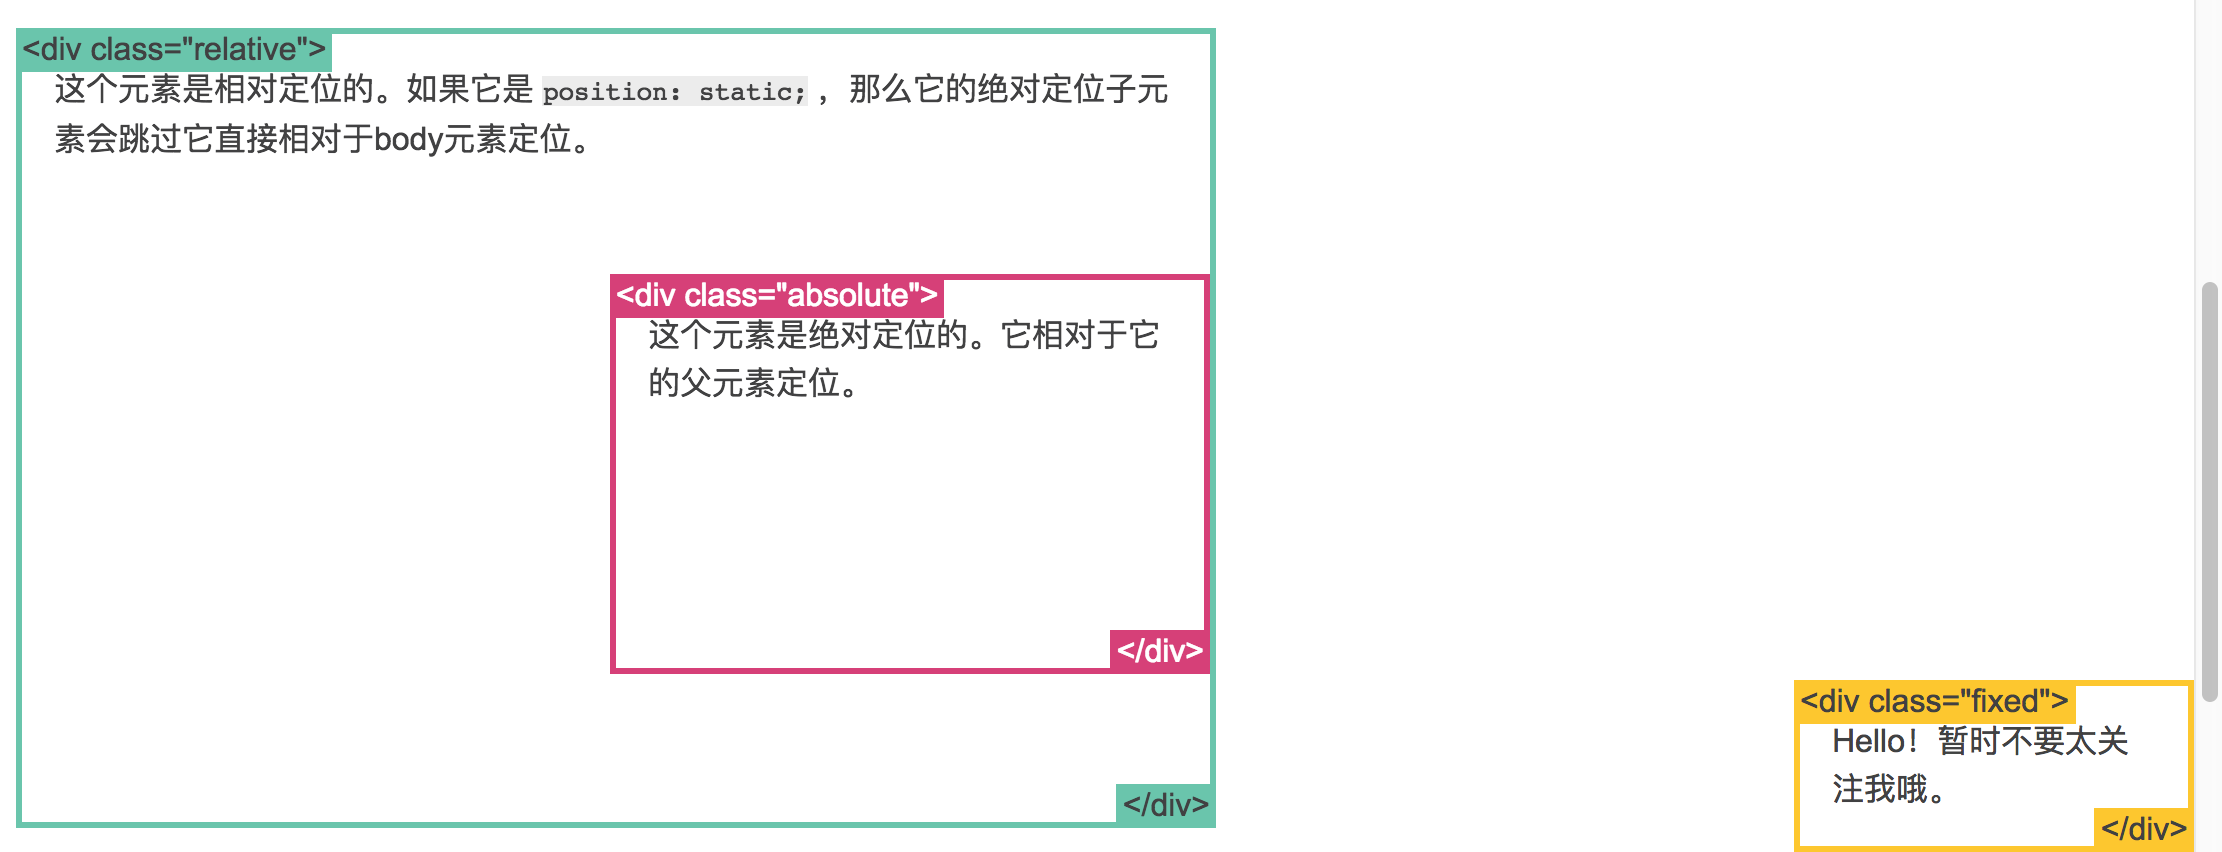 <div class="relative">
这个元素是相对定位的。如果它是 position: static; ，那么它的绝对定位子元
素会跳过它直接相对于body元素定位。
<div class="absolute">
这个元素是绝对定位的。它相对于它
的父元素定位。
</div>
</div>
<div class="fixed">
Hello！暂时不要太关
注我哦。
</div>